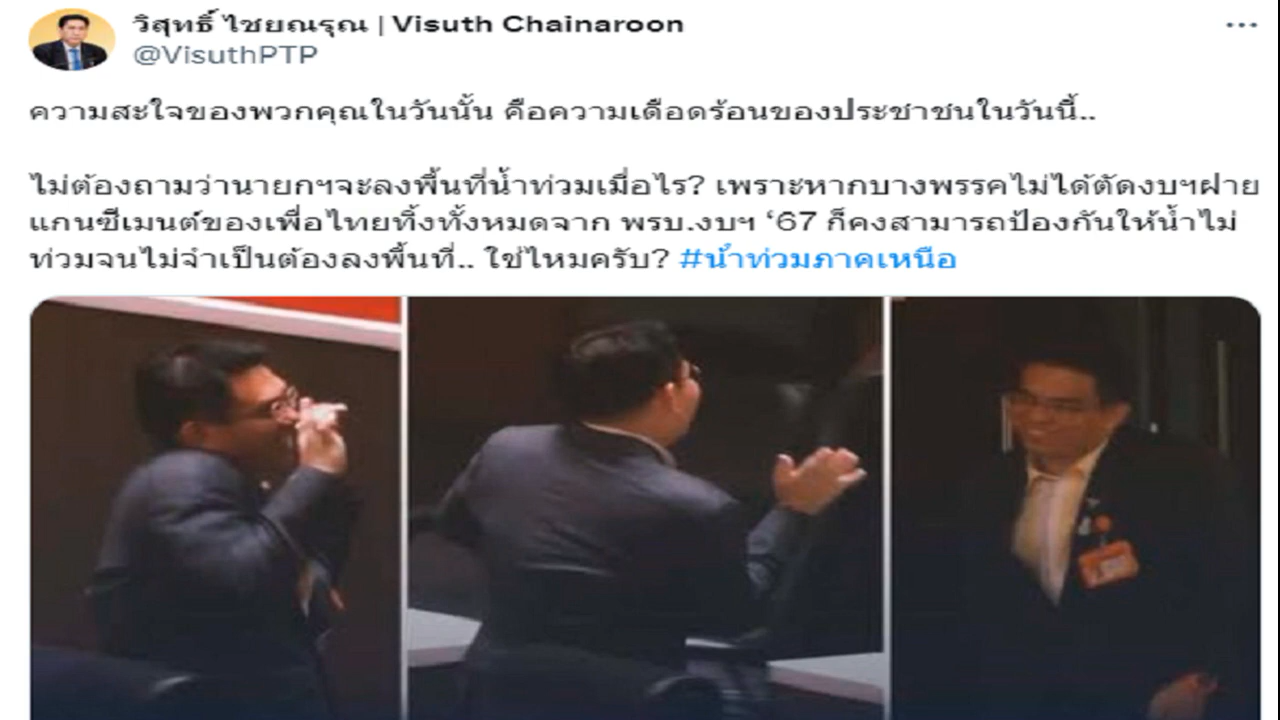 วิสุทธิ์ ไชยณรุณ | Visuth Chainaroon
@VisuthPTP
ความสะใจของพวกคุณในวันนั้น คือความเดือดร้อนของประชาชนในวันนี้..
ไม่ต้องถามว่านายกฯจะลงพื้นที่น้ำท่วมเมื่อไร? เพราะหากบางพรรคไม่ได้ตัดงบฯฝาย
แกนซีเมนต์ของเพื่อไทยทิ้งทั้งหมดจาก พรบ.งบฯ ‘67 ก็คงสามารถป้องกันให้น้ำไม่
ท่วมจนไม่จำเป็นต้องลงพื้นที่.. ใช่ไหมครับ? #น้ำท่วมภาคเหนือ